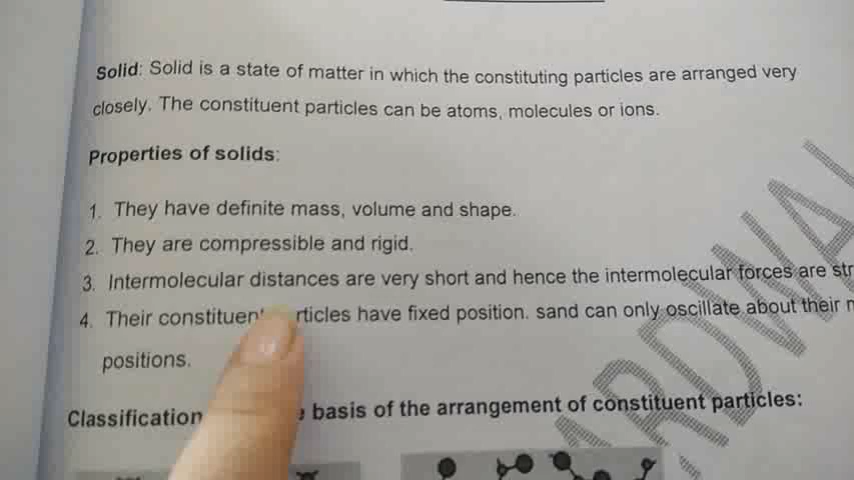 Solid: Solid is a state of matter in which the constituting particles are arranged very
closely. The constituent particles can be atoms, molecules or ions.
Properties of solids:
1. They have definite mass, volume and shape.
2. They are compressible and rigid.
3. Intermolecular distances are very short and hence the intermolecular forces are
4. Their constituent have fixed position. sand can only oscillate about their
positions.
Classification basis of the arrangement of constituent particles: